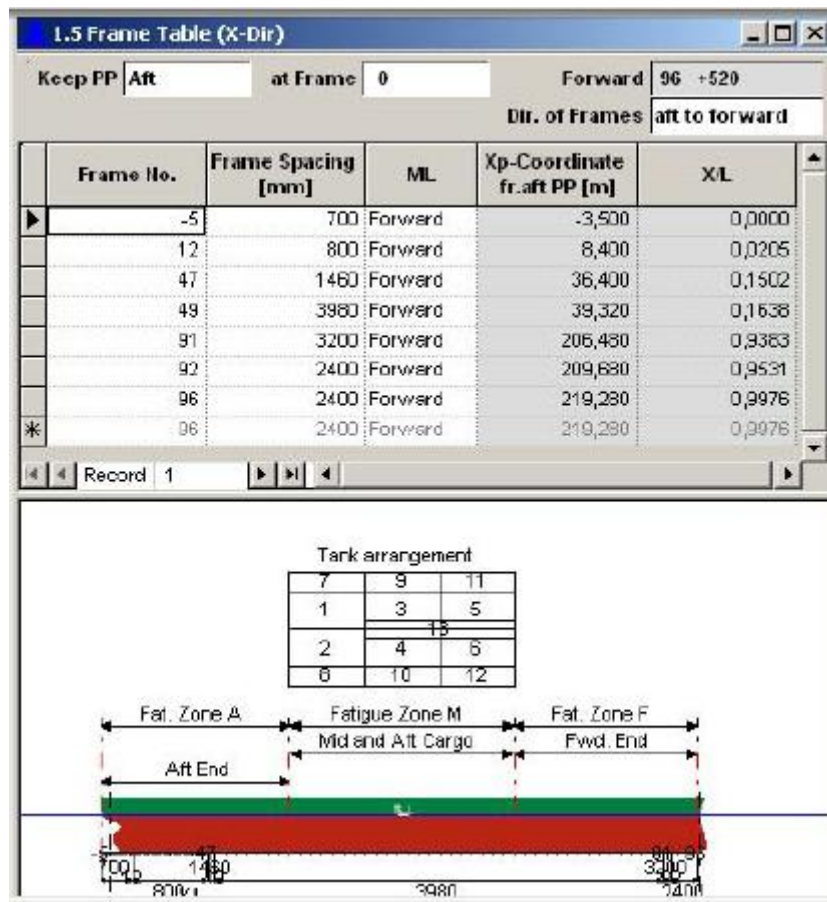 1.5 Frame Table (X-Dir)
Keep PP Aft at Frame 0 Forward 96 +520
Dir. of Frames aft to forward
Frame No. Frame Spacing [mm] ML Xp-Coordinate fr.aft PP [m] X/L
-5 700 Forward -3,500 0,0000
12 800 Forward 8,400 0,0205
47 1460 Forward 36,400 0,1502
49 3980 Forward 39,320 0,1638
91 3200 Forward 206,480 0,9383
92 2400 Forward 209,680 0,9531
96 2400 Forward 219,280 0,9976
96 2400 Forward 219,280 0,9976
Record 1
Tank arrangement
7 9 11
1 3 5
13
2 4 6
8 10 12
Fat. Zone A Fatigue Zone M Fat. Zone F
Mid and Aft Cargo Fwd. End
Aft End
700 1460 3200
800 3980 2400